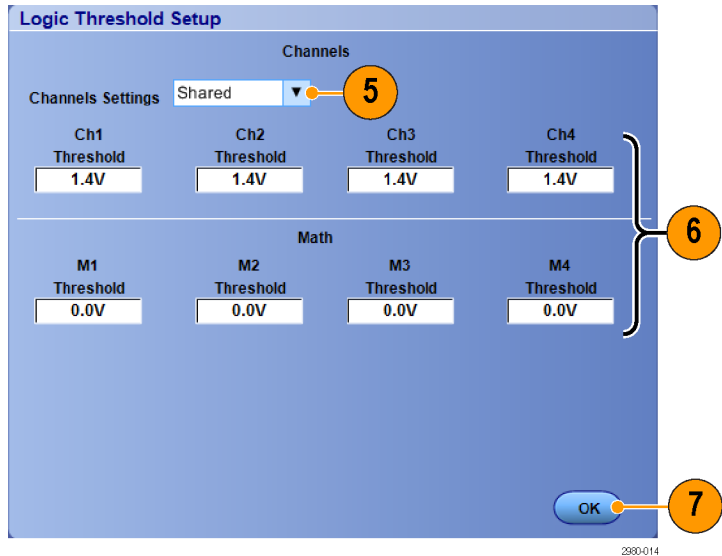 Logic Threshold Setup
Channels
Channels Settings Shared ▼ 5
Ch1 Ch2 Ch3 Ch4
Threshold Threshold Threshold Threshold
1.4V 1.4V 1.4V 1.4V
6
Math
M1 M2 M3 M4
Threshold Threshold Threshold Threshold
0.0V 0.0V 0.0V 0.0V
OK 7
2980-014